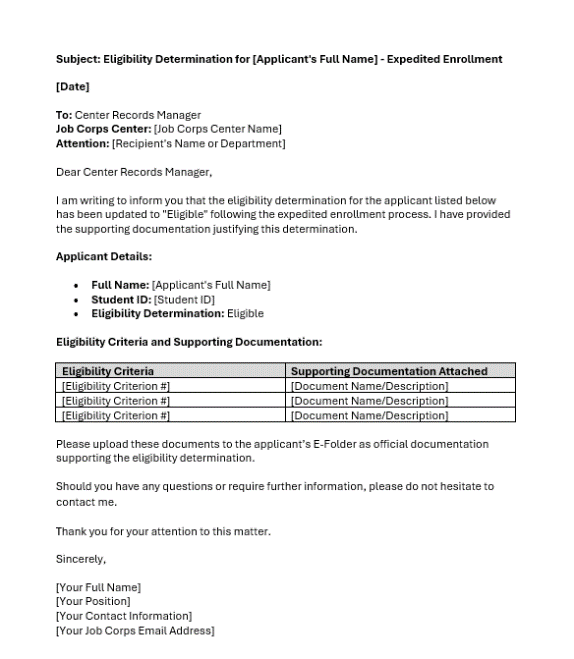 Subject: Eligibility Determination for [Applicant's Full Name] - Expedited Enrollment
[Date]
To: Center Records Manager
Job Corps Center: [Job Corps Center Name]
Attention: [Recipient's Name or Department]
Dear Center Records Manager,
I am writing to inform you that the eligibility determination for the applicant listed below
has been updated to "Eligible" following the expedited enrollment process. I have provided
the supporting documentation justifying this determination.
Applicant Details:
• Full Name: [Applicant's Full Name]
• Student ID: [Student ID]
• Eligibility Determination: Eligible
Eligibility Criteria and Supporting Documentation:
Eligibility Criteria Supporting Documentation Attached
[Eligibility Criterion #] [Document Name/Description]
[Eligibility Criterion #] [Document Name/Description]
[Eligibility Criterion #] [Document Name/Description]
Please upload these documents to the applicant's E-Folder as official documentation
supporting the eligibility determination.
Should you have any questions or require further information, please do not hesitate to
contact me.
Thank you for your attention to this matter.
Sincerely,
[Your Full Name]
[Your Position]
[Your Contact Information]
[Your Job Corps Email Address]